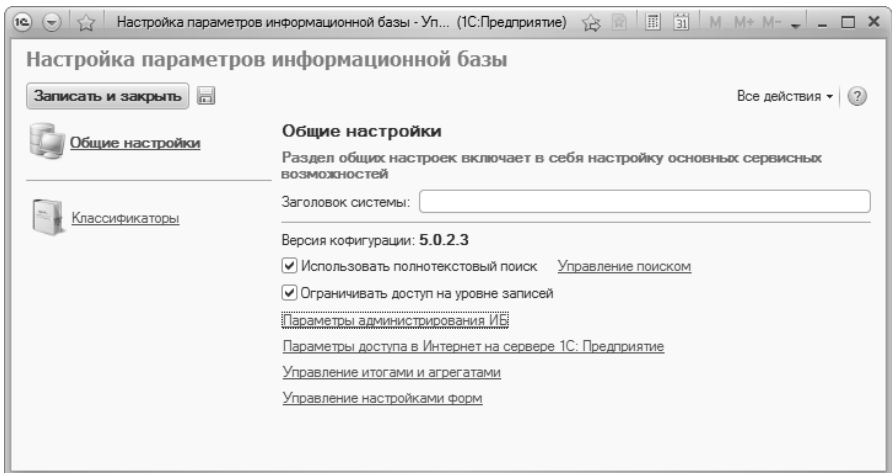 Настройка параметров информационной базы - Уп... (1С:Предприятие)
31 M M+ M-
Настройка параметров информационной базы
Записать и закрыть
Все действия
?
Общие настройки
Классификаторы
Общие настройки
Раздел общих настроек включает в себя настройку основных сервисных
возможностей
Заголовок системы:
Версия кофигурации: 5.0.2.3
Использовать полнотекстовый поиск Управление поиском
Ограничивать доступ на уровне записей
Параметры администрирования ИБ
Параметры доступа в Интернет на сервере 1С: Предприятие
Управление итогами и агрегатами
Управление настройками форм